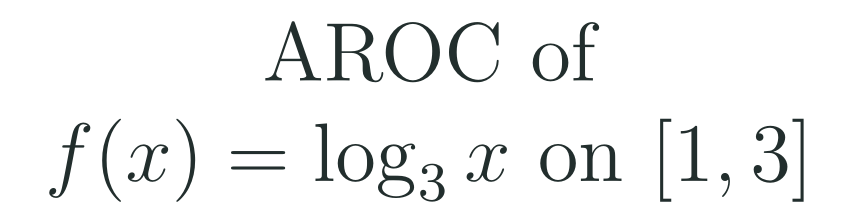 AROC of
f(x) = log₃ x on [1, 3]